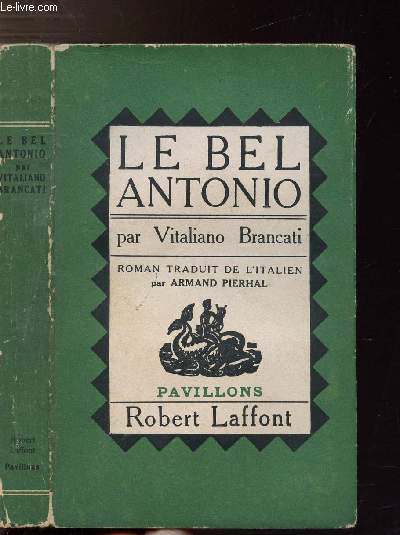 Le-livre.fr
LE BEL
ANTONIO
PAR
VITALIANO
BRANCATI
Robert
Laffont
Pavillons
LE BEL
ANTONIO
par Vitaliano Brancati
ROMAN TRADUIT DE L'ITALIEN
par ARMAND PIERHAL
PAVILLONS
Robert Laffont